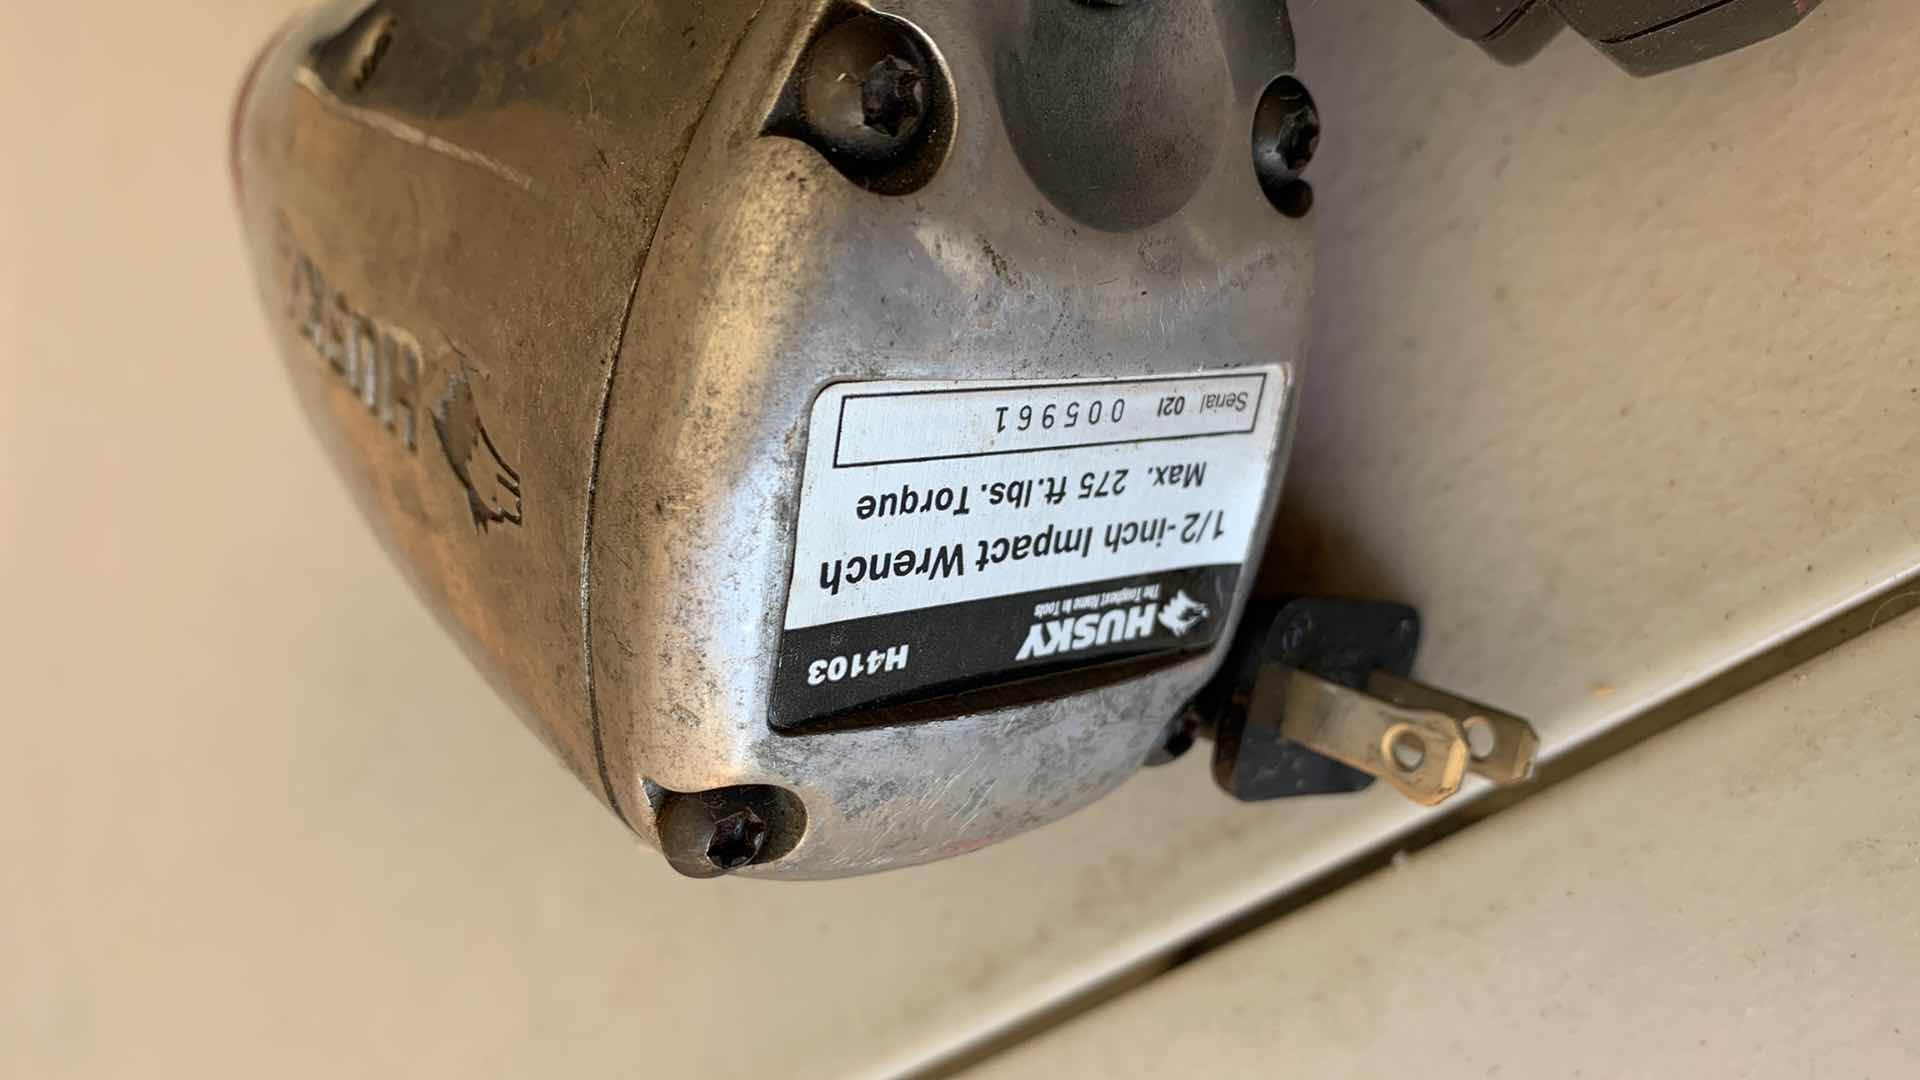 HUSKY
H4103
HUSKY
The Toughest Name In Tools
1/2-inch Impact Wrench
Max. 275 ft.lbs. Torque
Serial 02I 005961